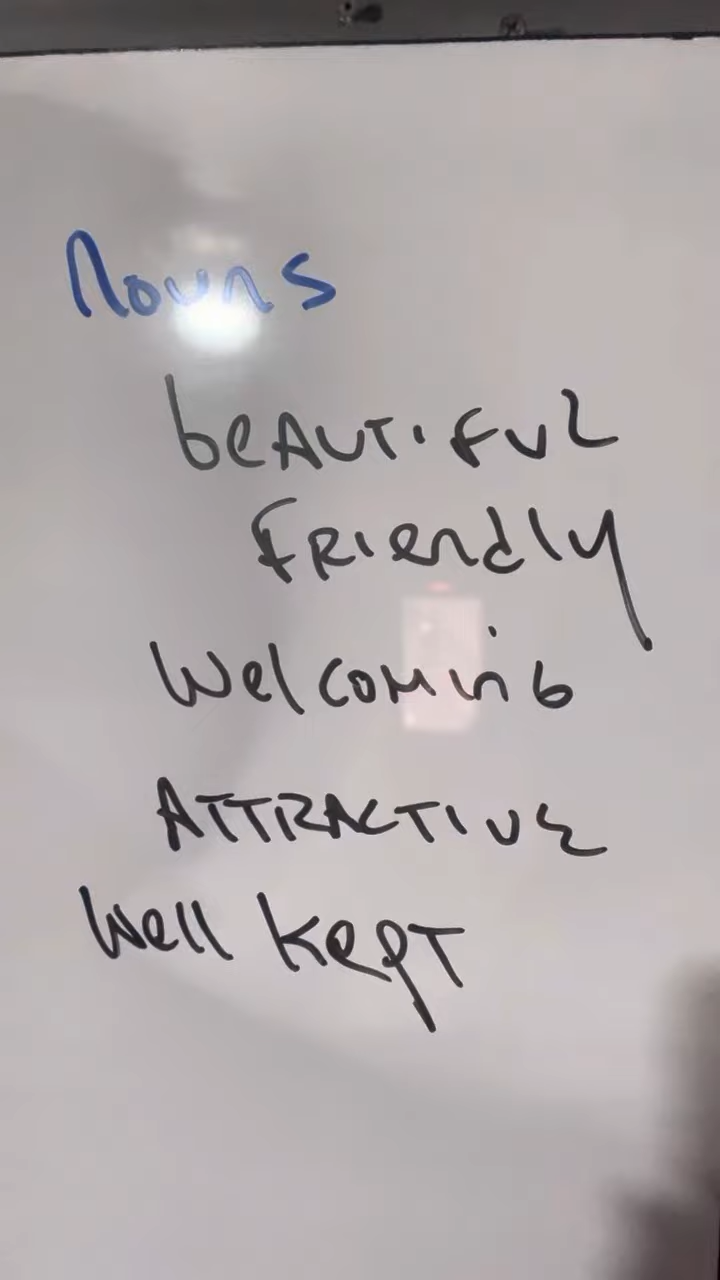 Nouns
beAUTiFUL
FRiendly
Welcoming
ATTRACTIVE
Well Kept